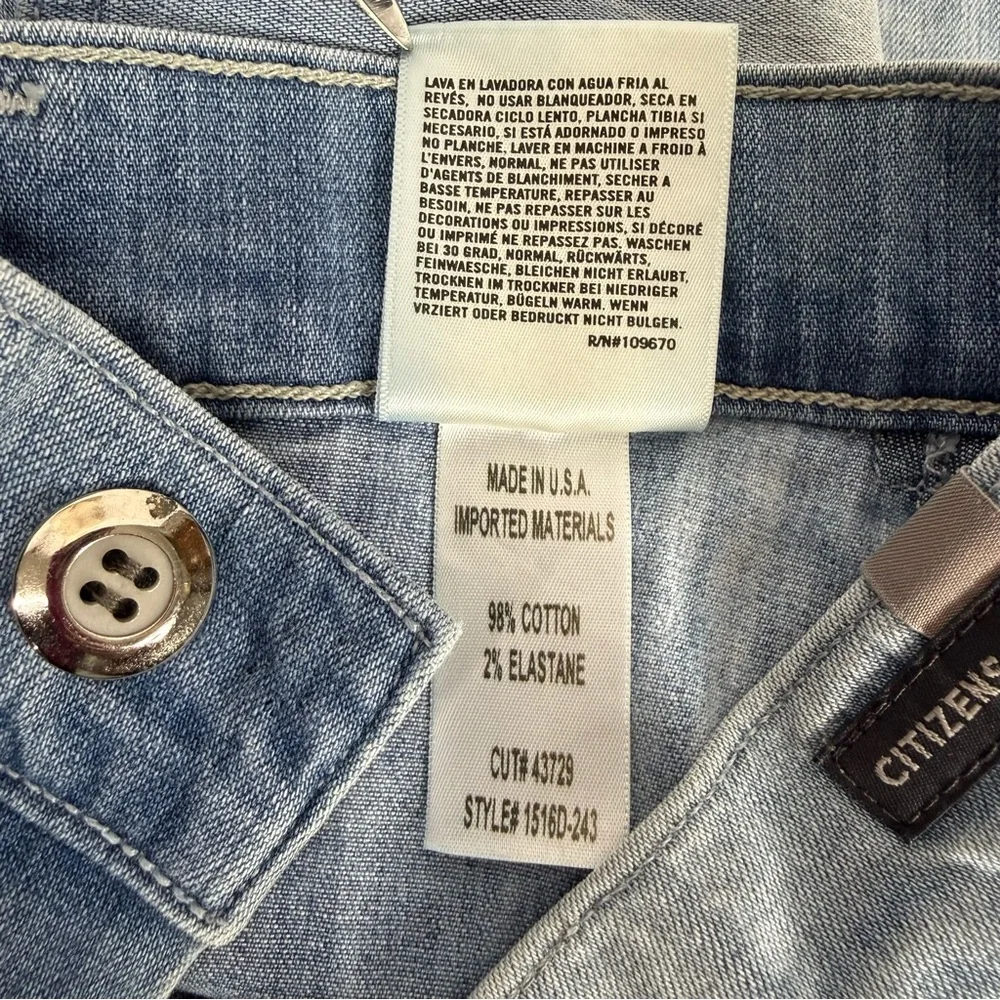 LAVA EN LAVADORA CON AGUA FRIA AL
REVÉS, NO USAR BLANQUEADOR, SECA EN
SECADORA CICLO LENTO, PLANCHA TIBIA SI
NECESARIO, SI ESTÁ ADORNADO O IMPRESO
NO PLANCHE. LAVER EN MACHINE A FROID À
L'ENVERS, NORMAL, NE PAS UTILISER
D'AGENTS DE BLANCHIMENT, SECHER A
BASSE TEMPERATURE, REPASSER AU
BESOIN, NE PAS REPASSER SUR LES
DECORATIONS OU IMPRESSIONS, SI DÉCORÉ
OU IMPRIMÉ NE REPASSEZ PAS. WASCHEN
BEI 30 GRAD, NORMAL, RÜCKWÄRTS,
FEINWAESCHE, BLEICHEN NICHT ERLAUBT,
TROCKNEN IM TROCKNER BEI NIEDRIGER
TEMPERATUR, BÜGELN WARM. WENN
VRZIERT ODER BEDRUCKT NICHT BULGEN.
R/N#109670
MADE IN U.S.A.
IMPORTED MATERIALS
98% COTTON
2% ELASTANE
CUT# 43729
STYLE# 1516D-243
CITIZENS